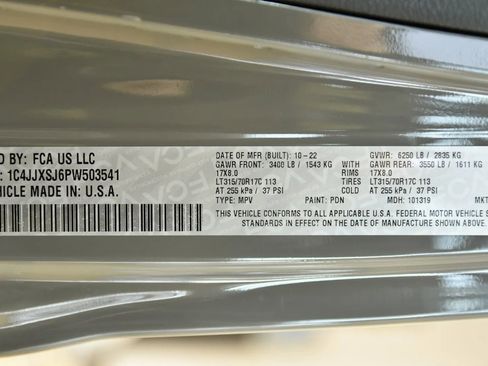 D BY: FCA US LLC
: 1C4JJXSJ6PW503541
EHICLE MADE IN U.S.A.
DATE OF MFR (BUILT): 10-22 GVWR: 6250 LB / 2835 KG
GAWR FRONT: 3400 LB / 1543 KG WITH GAWR REAR: 3550 LB / 1611 KG
17X8.0 RIMS 17X8.0
LT315/70R17C 113 TIRES LT315/70R17C 113
AT 255 kPa / 37 PSI AT 255 kPa / 37 PSI
TYPE: MPV PAINT: PDN MDH: 101319 MKT
THIS VEHICLE CONFORMS TO ALL APPLICABLE U.S.A. FEDERAL MOTOR VEHICLE S
STANDARDS IN EFFECT ON THE DATE OF MANUFACTURE SHOWN AB